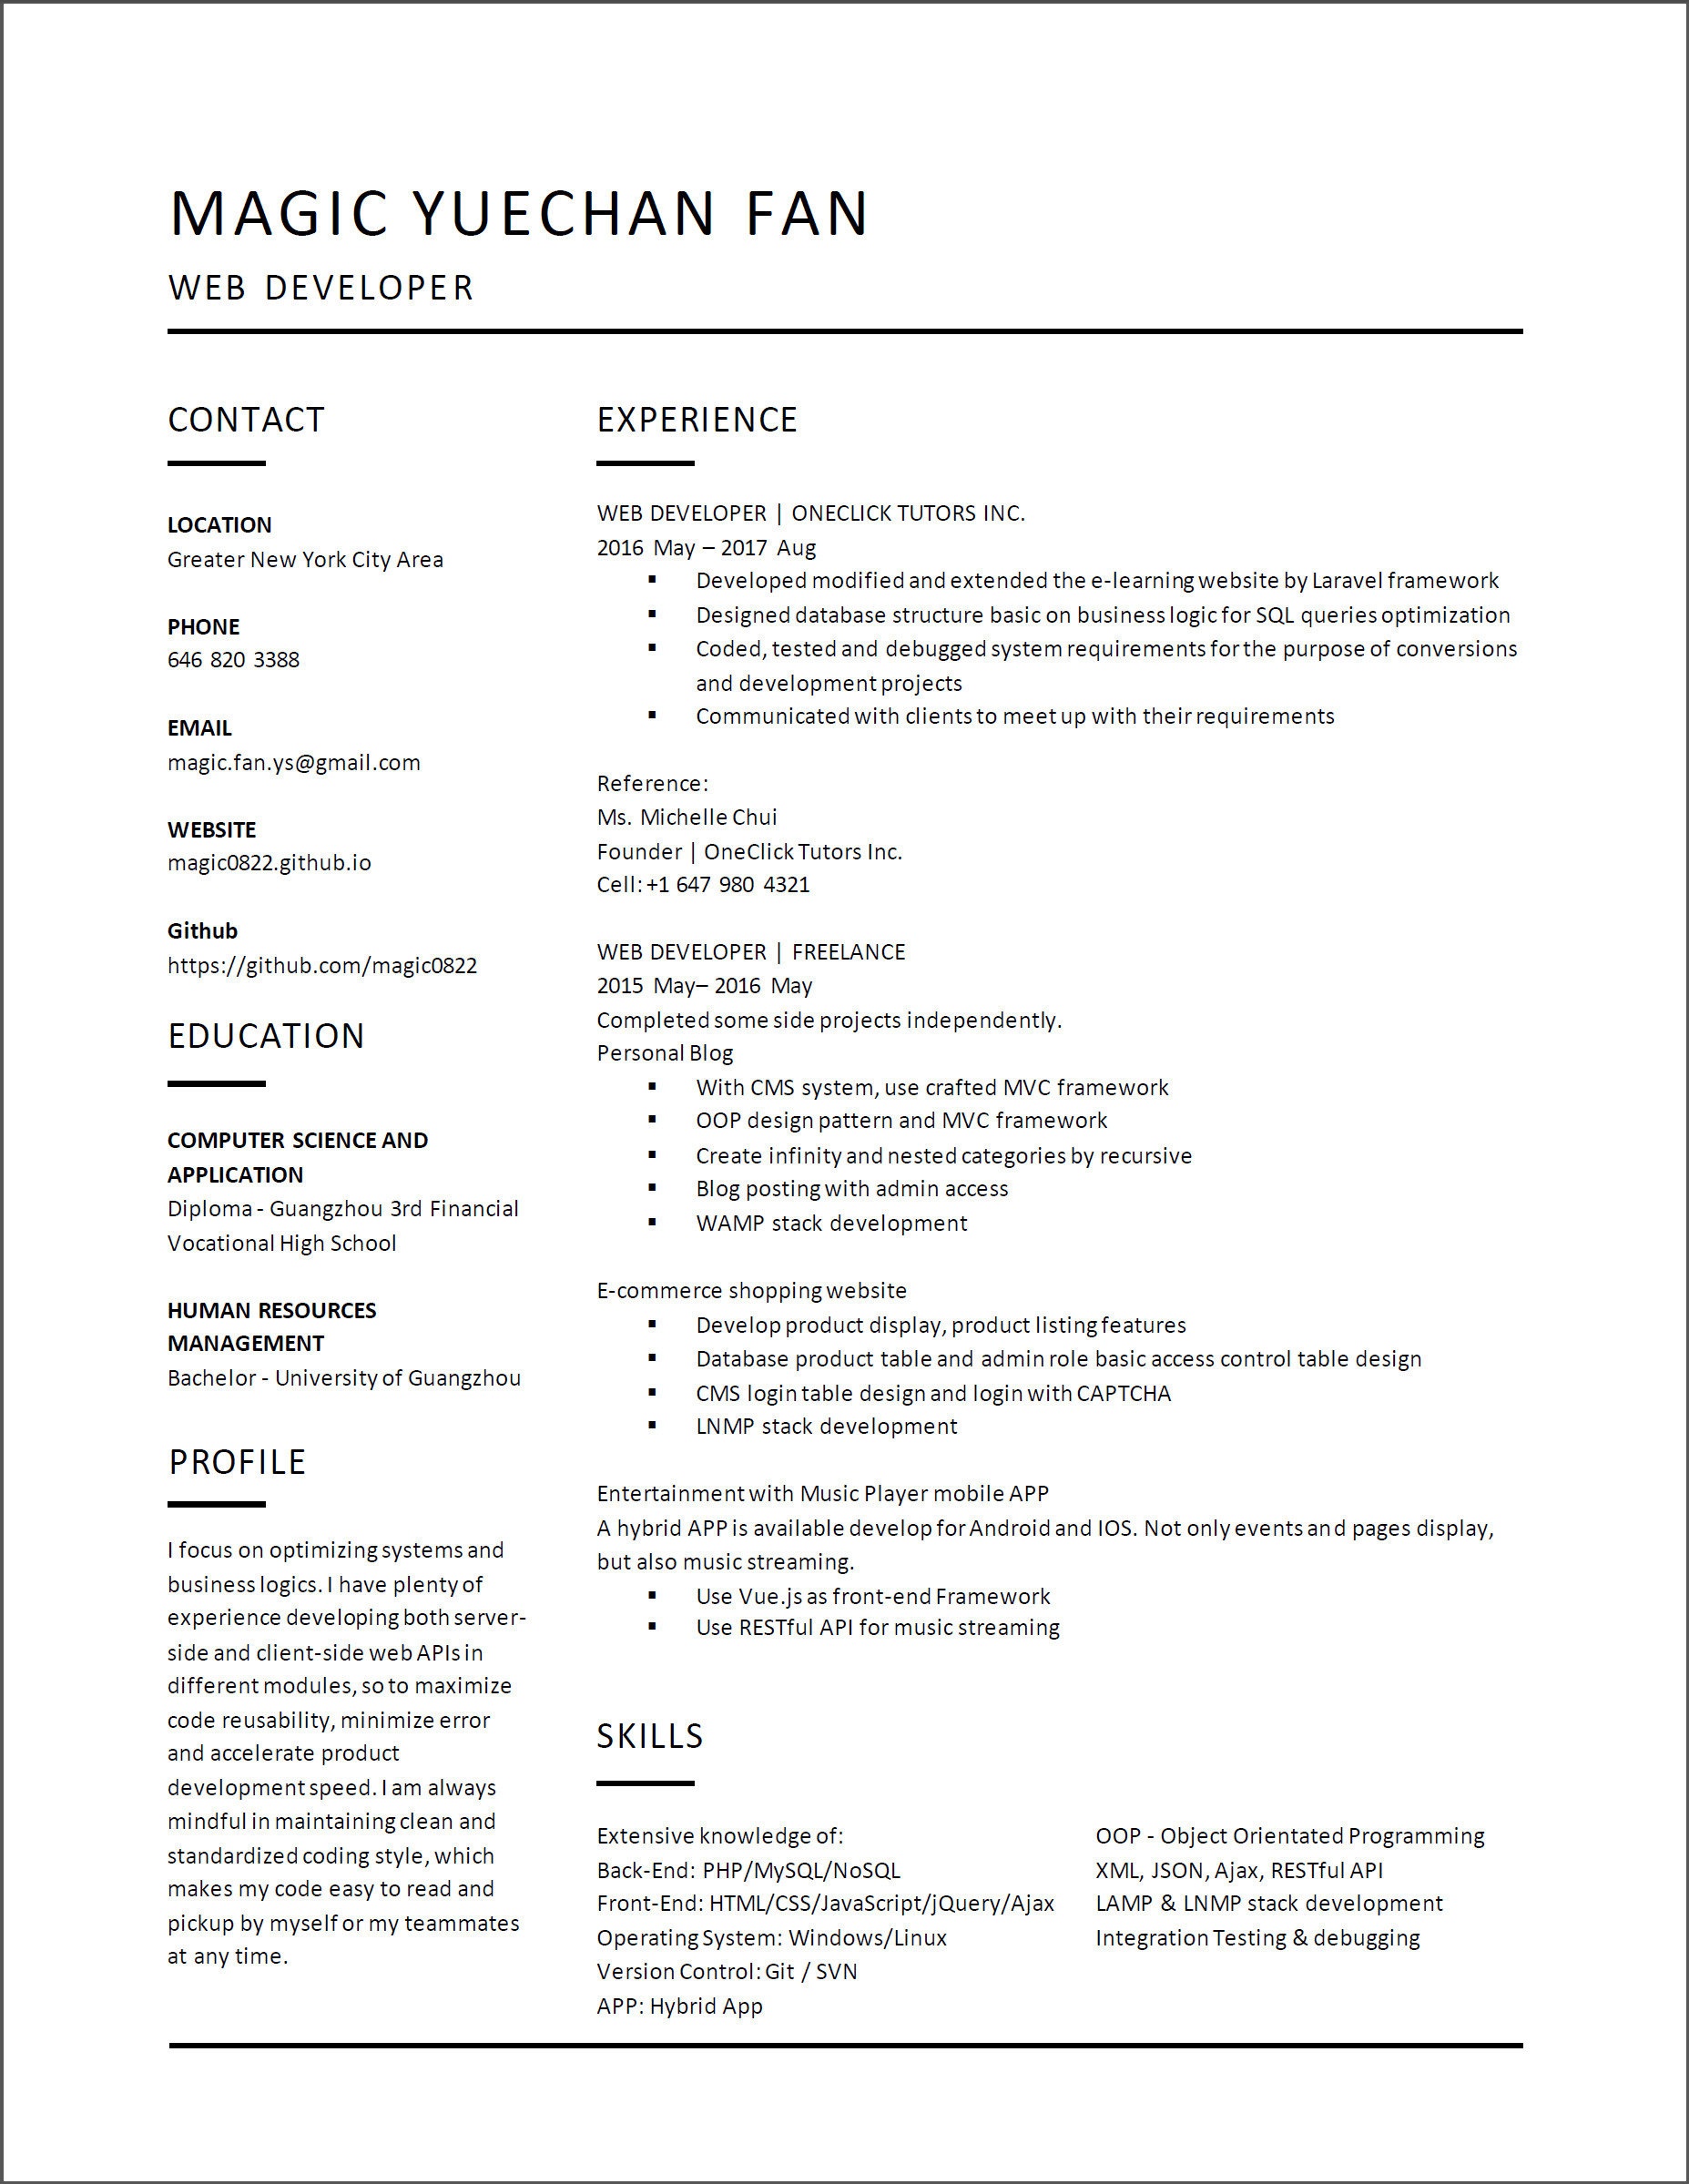 MAGIC YUECHAN FAN
WEB DEVELOPER
CONTACT
LOCATION
Greater New York City Area
PHONE
646 820 3388
EMAIL
magic.fan.ys@gmail.com
WEBSITE
magic0822.github.io
Github
https://github.com/magic0822
EDUCATION
COMPUTER SCIENCE AND
APPLICATION
Diploma - Guangzhou 3rd Financial
Vocational High School
HUMAN RESOURCES
MANAGEMENT
Bachelor - University of Guangzhou
PROFILE
I focus on optimizing systems and
business logics. I have plenty of
experience developing both server-
side and client-side web APIs in
different modules, so to maximize
code reusability, minimize error
and accelerate product
development speed. I am always
mindful in maintaining clean and
standardized coding style, which
makes my code easy to read and
pickup by myself or my teammates
at any time.
EXPERIENCE
WEB DEVELOPER | ONECLICK TUTORS INC.
2016 May – 2017 Aug
▪ Developed modified and extended the e-learning website by Laravel framework
▪ Designed database structure basic on business logic for SQL queries optimization
▪ Coded, tested and debugged system requirements for the purpose of conversions
and development projects
▪ Communicated with clients to meet up with their requirements
Reference:
Ms. Michelle Chui
Founder | OneClick Tutors Inc.
Cell: +1 647 980 4321
WEB DEVELOPER | FREELANCE
2015 May– 2016 May
Completed some side projects independently.
Personal Blog
▪ With CMS system, use crafted MVC framework
▪ OOP design pattern and MVC framework
▪ Create infinity and nested categories by recursive
▪ Blog posting with admin access
▪ WAMP stack development
E-commerce shopping website
▪ Develop product display, product listing features
▪ Database product table and admin role basic access control table design
▪ CMS login table design and login with CAPTCHA
▪ LNMP stack development
Entertainment with Music Player mobile APP
A hybrid APP is available develop for Android and IOS. Not only events and pages display,
but also music streaming.
▪ Use Vue.js as front-end Framework
▪ Use RESTful API for music streaming
SKILLS
Extensive knowledge of:
Back-End: PHP/MySQL/NoSQL
Front-End: HTML/CSS/JavaScript/jQuery/Ajax
Operating System: Windows/Linux
Version Control: Git / SVN
APP: Hybrid App
OOP - Object Orientated Programming
XML, JSON, Ajax, RESTful API
LAMP & LNMP stack development
Integration Testing & debugging